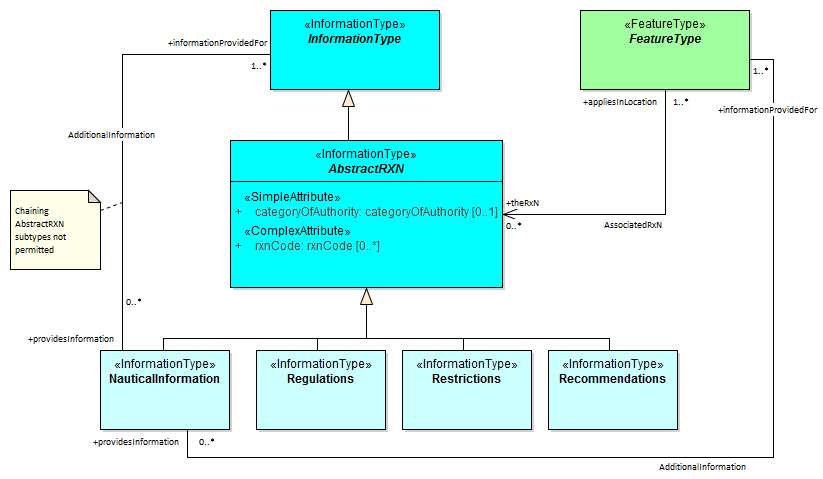 «InformationType»
InformationType
«FeatureType»
FeatureType
+informationProvidedFor
1..*
1..*
+informationProvidedFor
+appliesInLocation
1..*
AdditionalInformation
«InformationType»
AbstractRXN
«SimpleAttribute»
+ categoryOfAuthority: categoryOfAuthority [0..1]
«ComplexAttribute»
+ rxnCode: rxnCode [0..*]
+theRxN
0..*
AssociatedRxN
Chaining
AbstractRXN
subtypes not
permitted
0..*
+providesInformation
«InformationType»
NauticalInformation
«InformationType»
Regulations
«InformationType»
Restrictions
«InformationType»
Recommendations
+providesInformation
0..*
AdditionalInformation